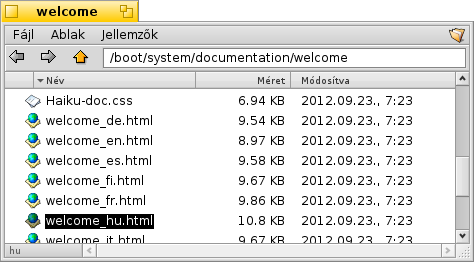 welcome
Fájl Ablak Jellemzők
/boot/system/documentation/welcome
Név Méret Módosítva
Haiku-doc.css 6.94 KB 2012.09.23., 7:23
welcome_de.html 9.54 KB 2012.09.23., 7:23
welcome_en.html 8.97 KB 2012.09.23., 7:23
welcome_es.html 9.58 KB 2012.09.23., 7:23
welcome_fi.html 9.67 KB 2012.09.23., 7:23
welcome_fr.html 9.86 KB 2012.09.23., 7:23
welcome_hu.html 10.8 KB 2012.09.23., 7:23
welcome_it.html 9.67 KB 2012.09.23., 7:23
hu